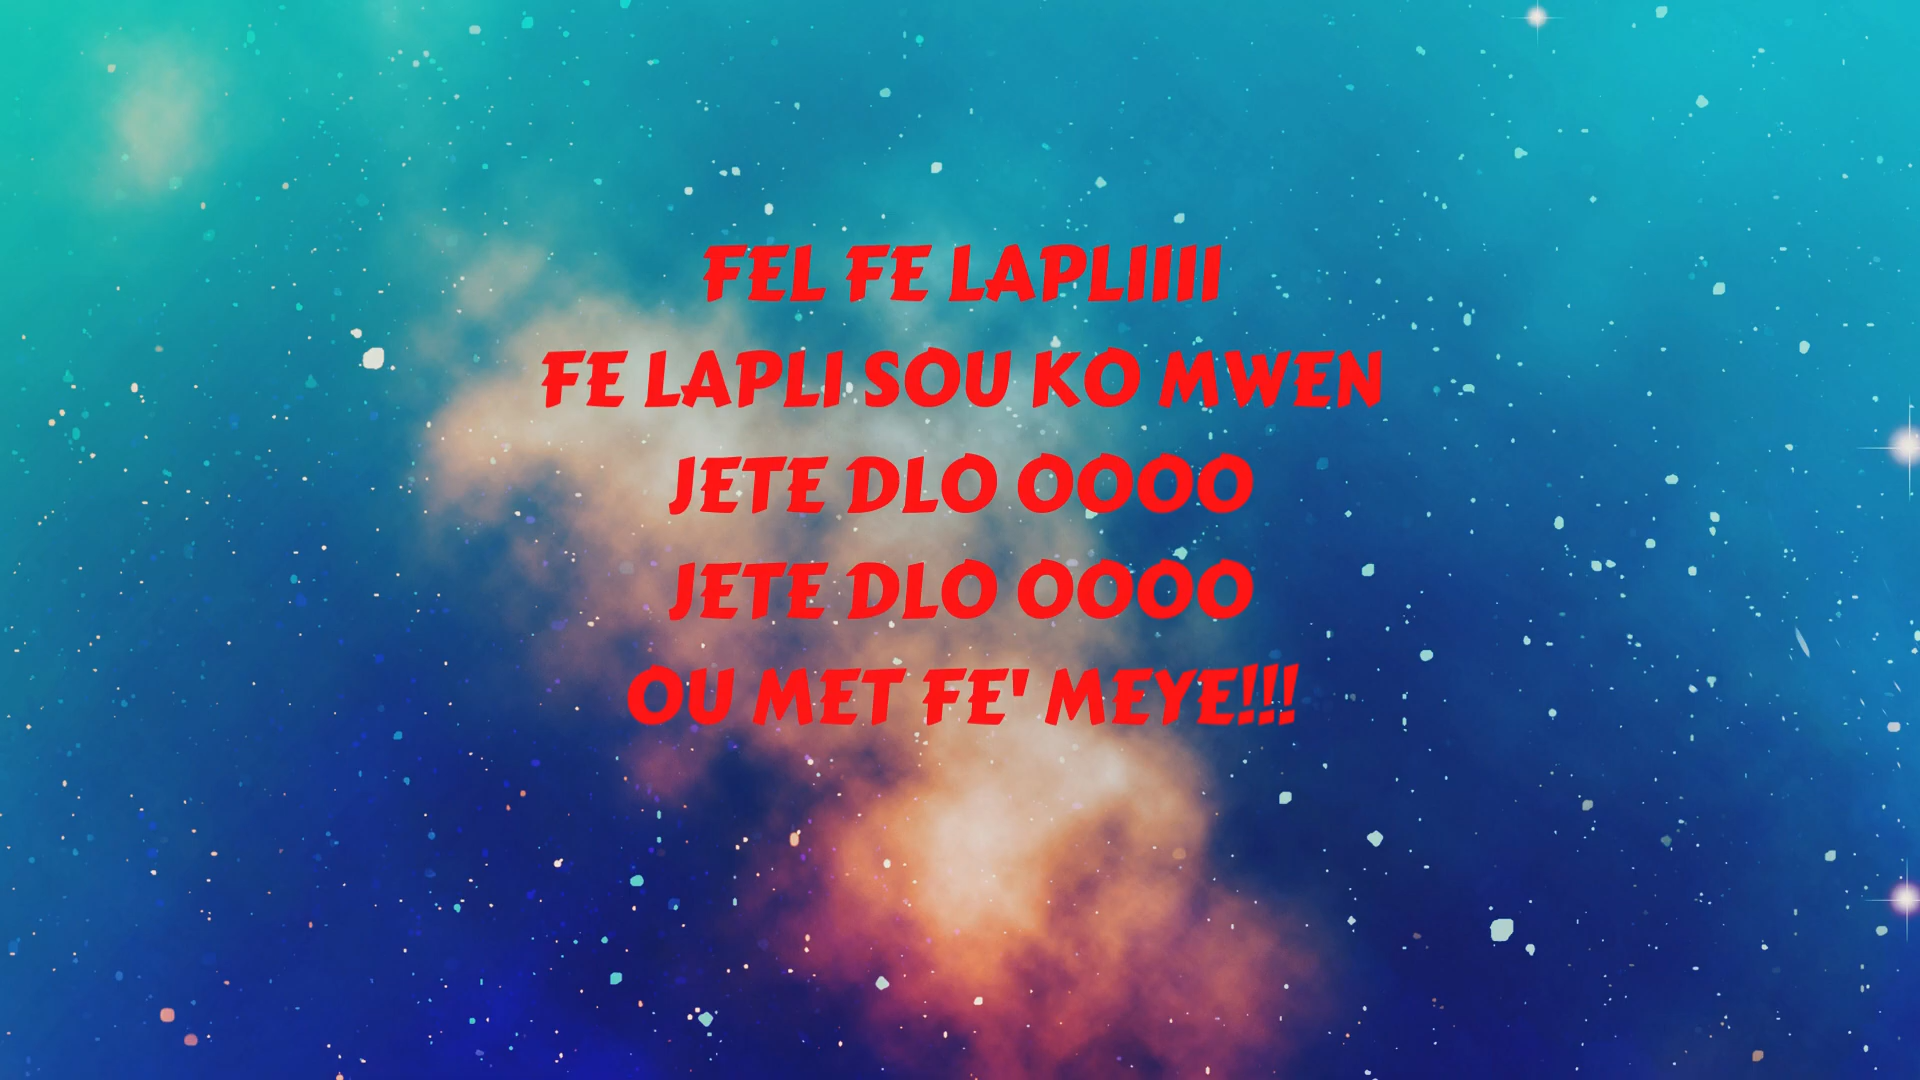 FEL FE LAPLIIII
FE LAPLI SOU KO MWEN
JETE DLO OOOO
JETE DLO OOOO
OU MET FE' MEYE!!!